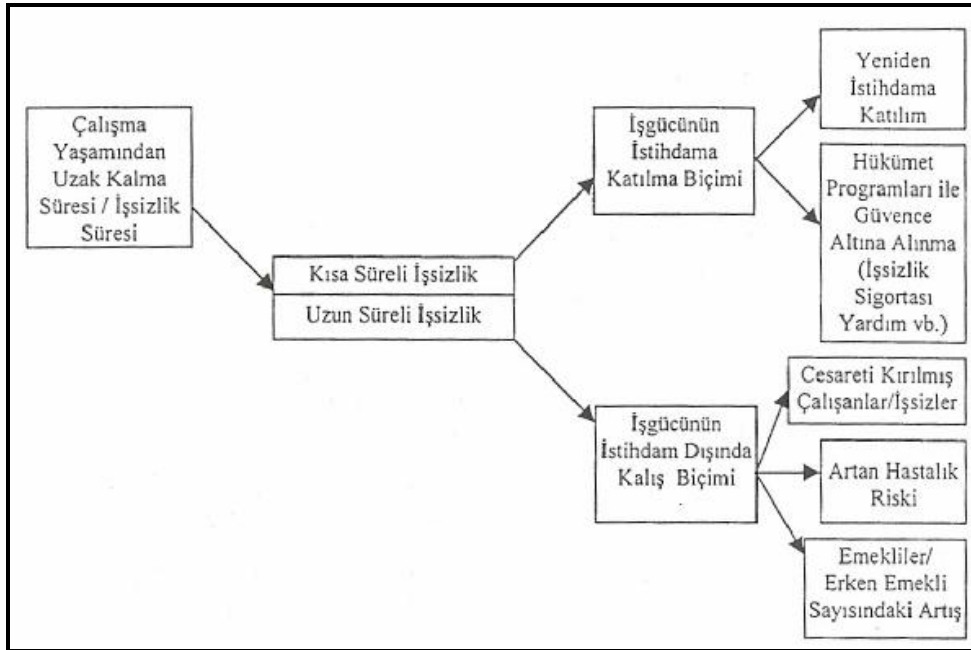 Çalışma
Yaşamından
Uzak Kalma
Süresi / İşsizlik
Süresi
Kısa Süreli İşsizlik
Uzun Süreli İşsizlik
İşgücünün
İstihdama
Katılma Biçimi
Yeniden
İstihdama
Katılım
Hükümet
Programları ile
Güvence
Altına Alınma
(İşsizlik
Sigortası
Yardım vb.)
İşgücünün
İstihdam Dışında
Kalış Biçimi
Cesareti Kırılmış
Çalışanlar/İşsizler
Artan Hastalık
Riski
Emekliler/
Erken Emekli
Sayısındaki Artış